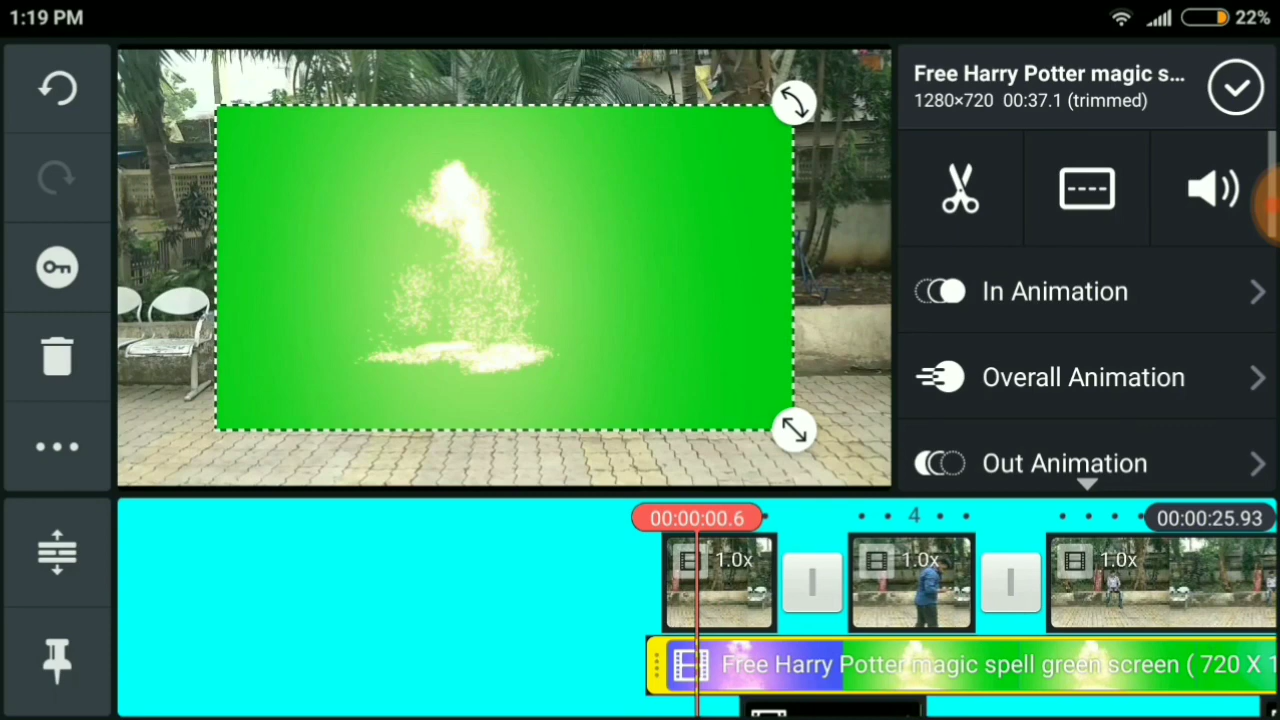 1:19 PM
22%
Free Harry Potter magic s...
1280×720 00:37.1 (trimmed)
In Animation
Overall Animation
Out Animation
00:00:00.6
4
00:00:25.93
1.0x
1.0x
1.0x
Free Harry Potter magic spell green screen ( 720 X 1